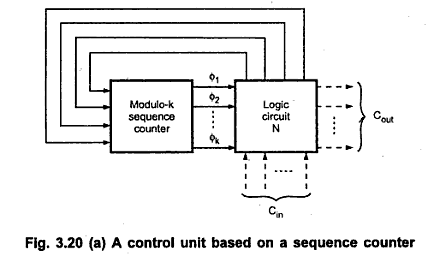 ϕ1
Modulo-k
sequence
counter
ϕ2
ϕk
Logic
circuit
N
Cout
Cin
Fig. 3.20 (a) A control unit based on a sequence counter